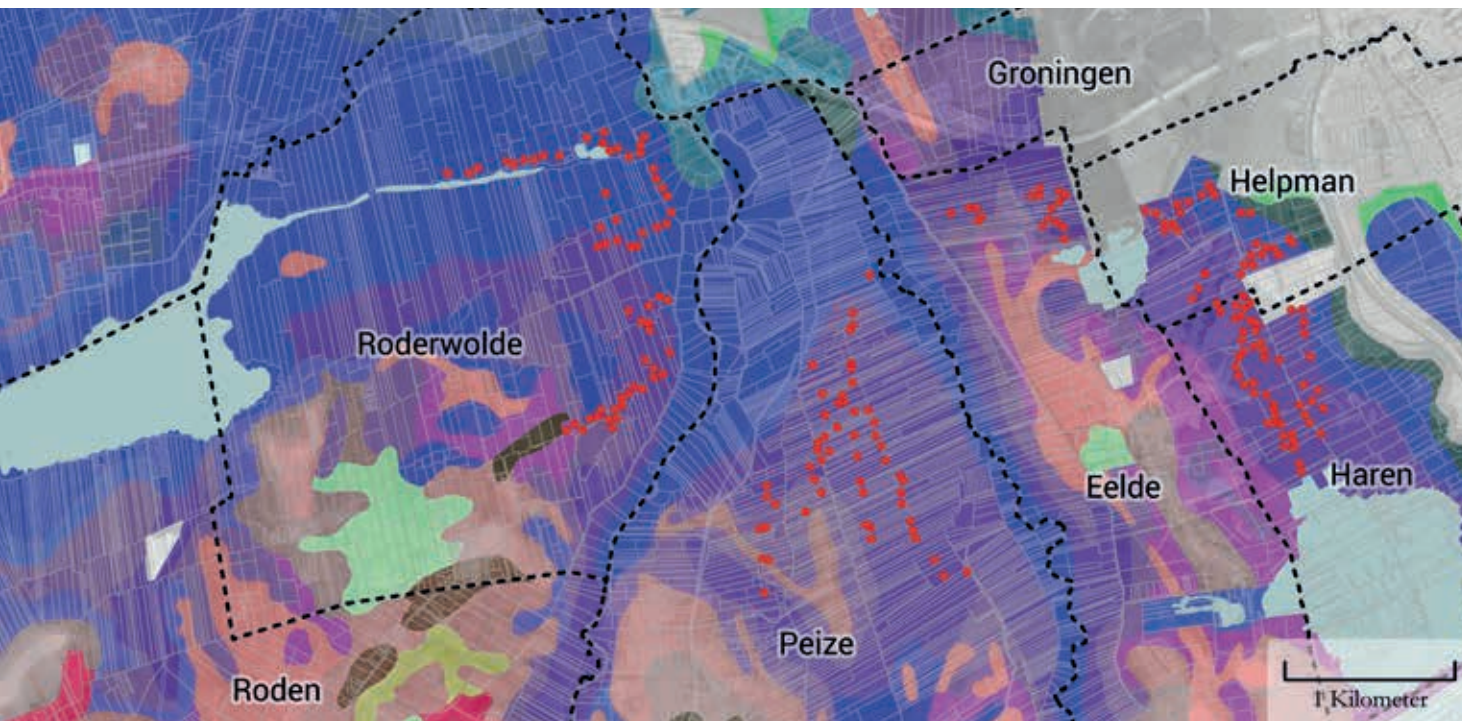 Groningen
Helpman
Roderwolde
Haren
Eelde
Peize
Roden
1 Kilometer